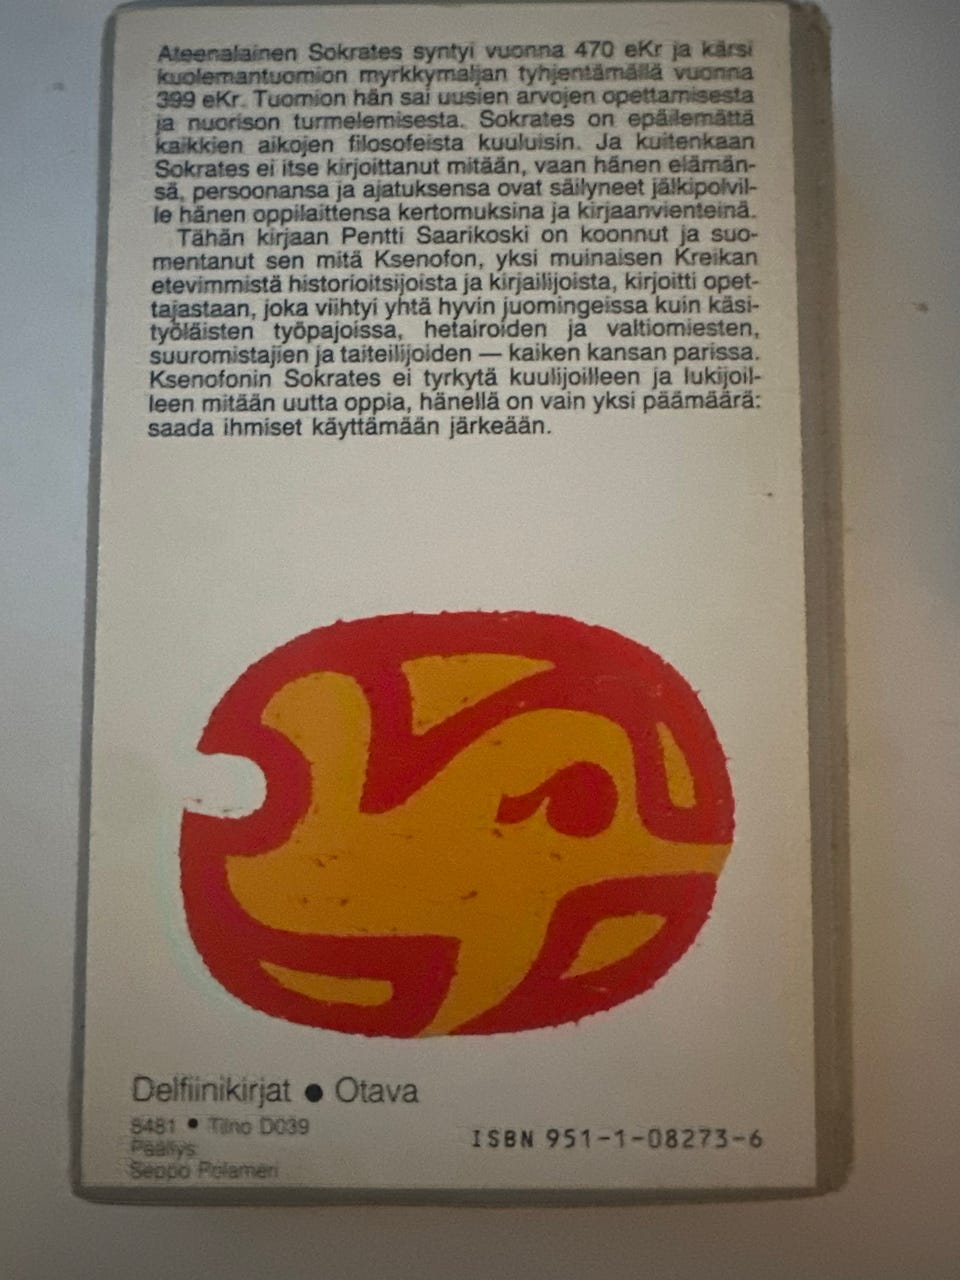 Ateenalainen Sokrates syntyi vuonna 470 eKr ja kärsi
kuolemantuomion myrkkymaljan tyhjentämällä vuonna
399 eKr. Tuomion hän sai uusien arvojen opettamisesta
ja nuorison turmelemisesta. Sokrates on epäilemättä
kaikkien aikojen filosofeista kuuluisin. Ja kuitenkaan
Sokrates ei itse kirjoittanut mitään, vaan hänen elämän-
sä, persoonansa ja ajatuksensa ovat säilyneet jälkipolvil-
le hänen oppilaittensa kertomuksina ja kirjaanvienteinä.
Tähän kirjaan Pentti Saarikoski on koonnut ja suo-
mentanut sen mitä Ksenofon, yksi muinaisen Kreikan
etevimmistä historioitsijoista ja kirjailijoista, kirjoitti opet-
tajastaan, joka viihtyi yhtä hyvin juomingeissa kuin käsi-
työläisten työpajoissa, hetairoiden ja valtiomiesten,
suuromistajien ja taiteilijoiden — kaiken kansan parissa.
Ksenofonin Sokrates ei tyrkytä kuulijoilleen ja lukijoil-
leen mitään uutta oppia, hänellä on vain yksi päämäärä:
saada ihmiset käyttämään järkeään.
Delfiinikirjat ● Otava
8481 ● Tilno D039
Päällys
Seppo Polameri
ISBN 951-1-08273-6